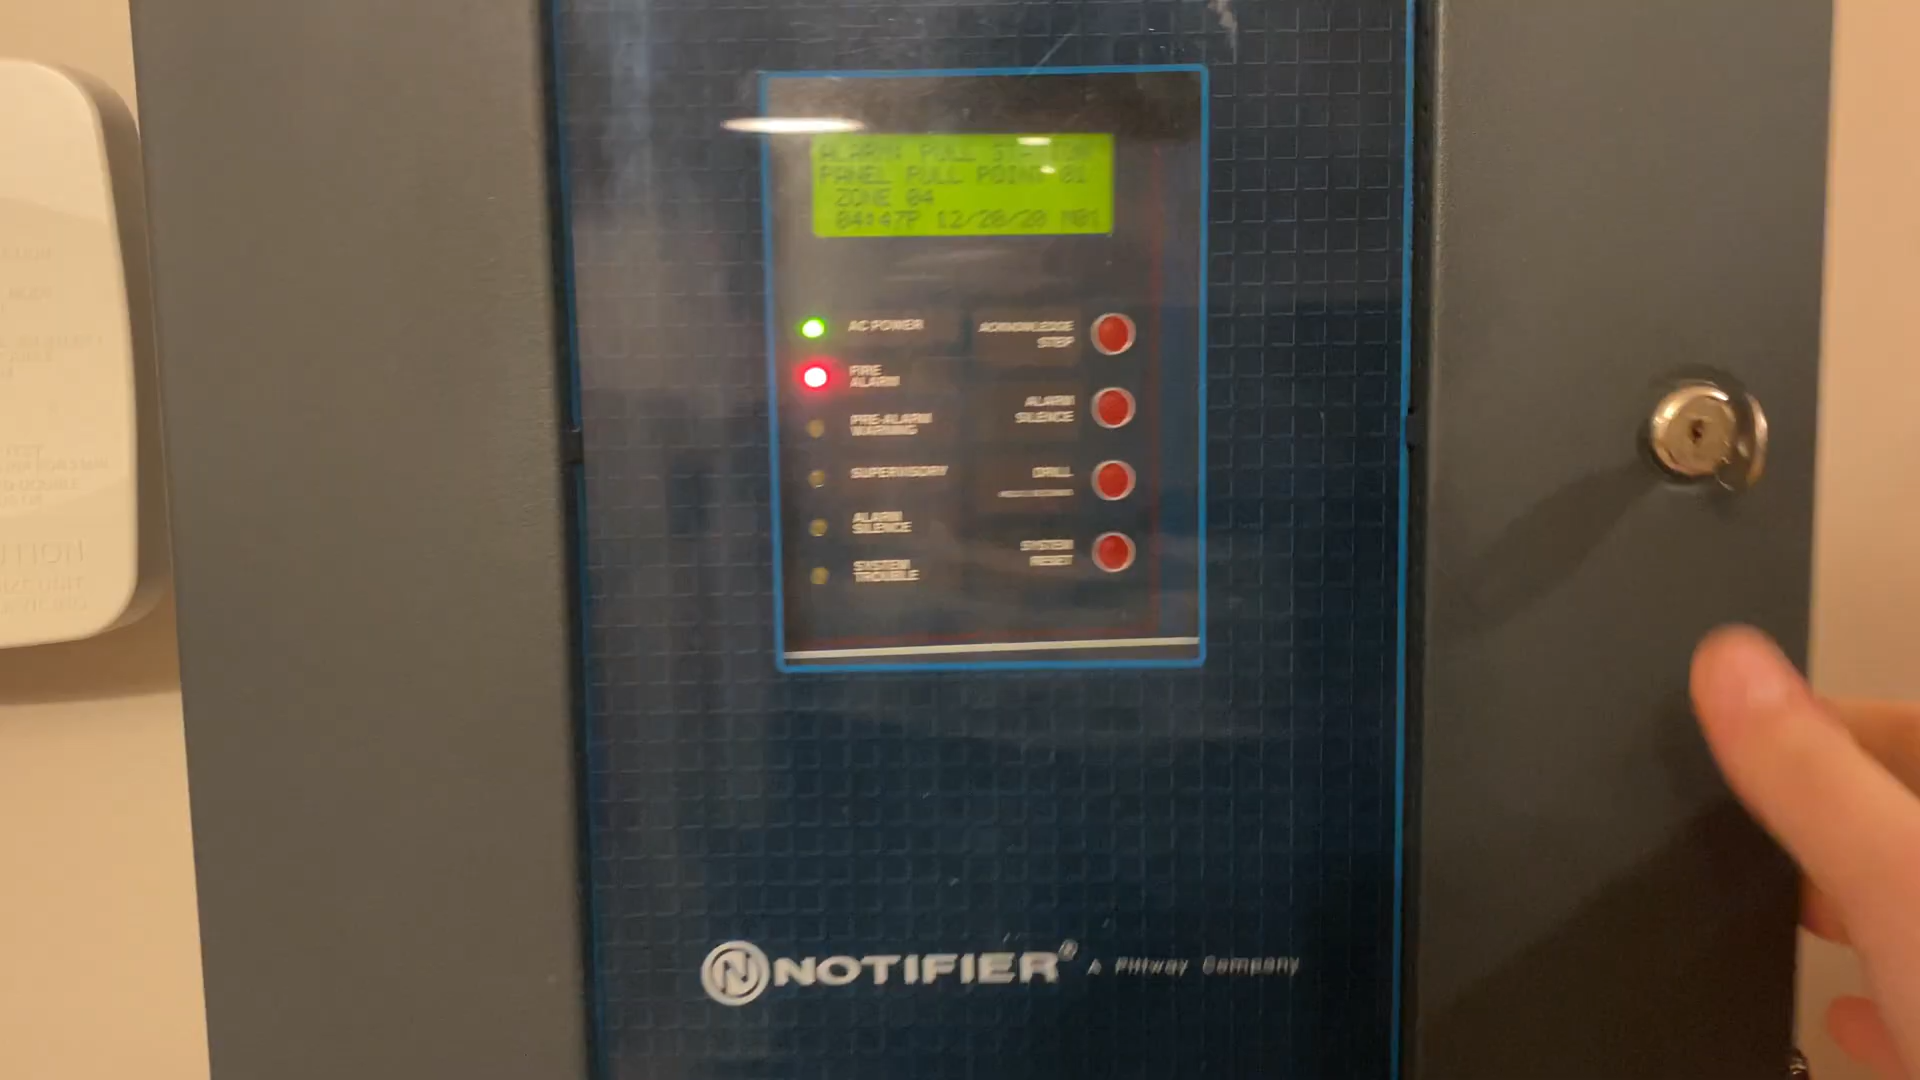 ALARM: PULL STATION
PANEL PULL POINT 01
ZONE 04
04:47P 12/28/20 M01
AC POWER
FIRE
ALARM
PRE-ALARM
WARNING
SUPERVISORY
ALARM
SILENCE
SYSTEM
TROUBLE
ACKNOWLEDGE
STEP
ALARM
SILENCE
DRILL
SYSTEM
RESET
N NOTIFIER® A Pittway Company